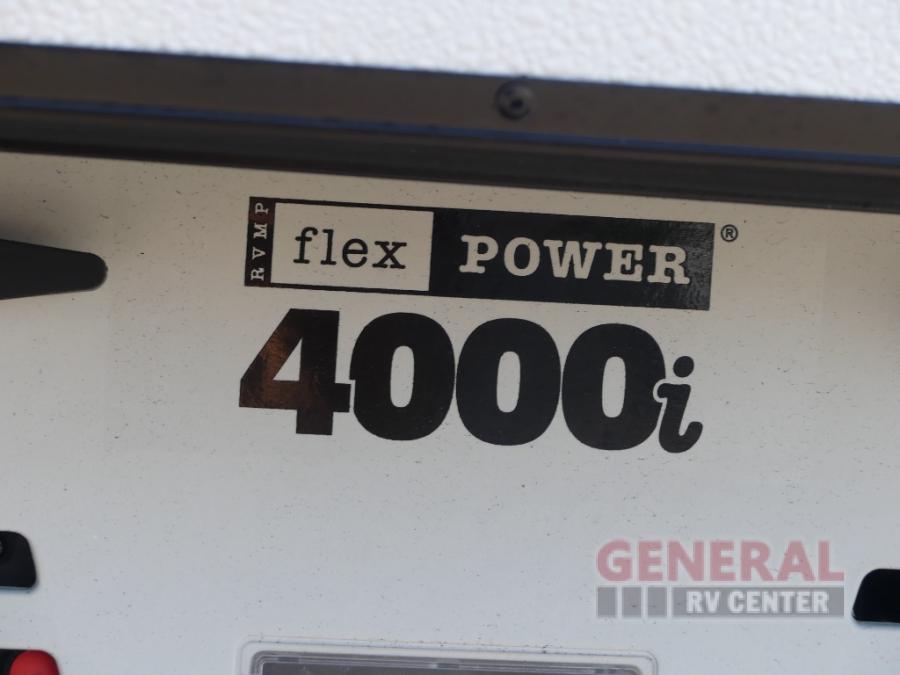 RVMP flex POWER ®
4000i
GENERAL
RV CENTER